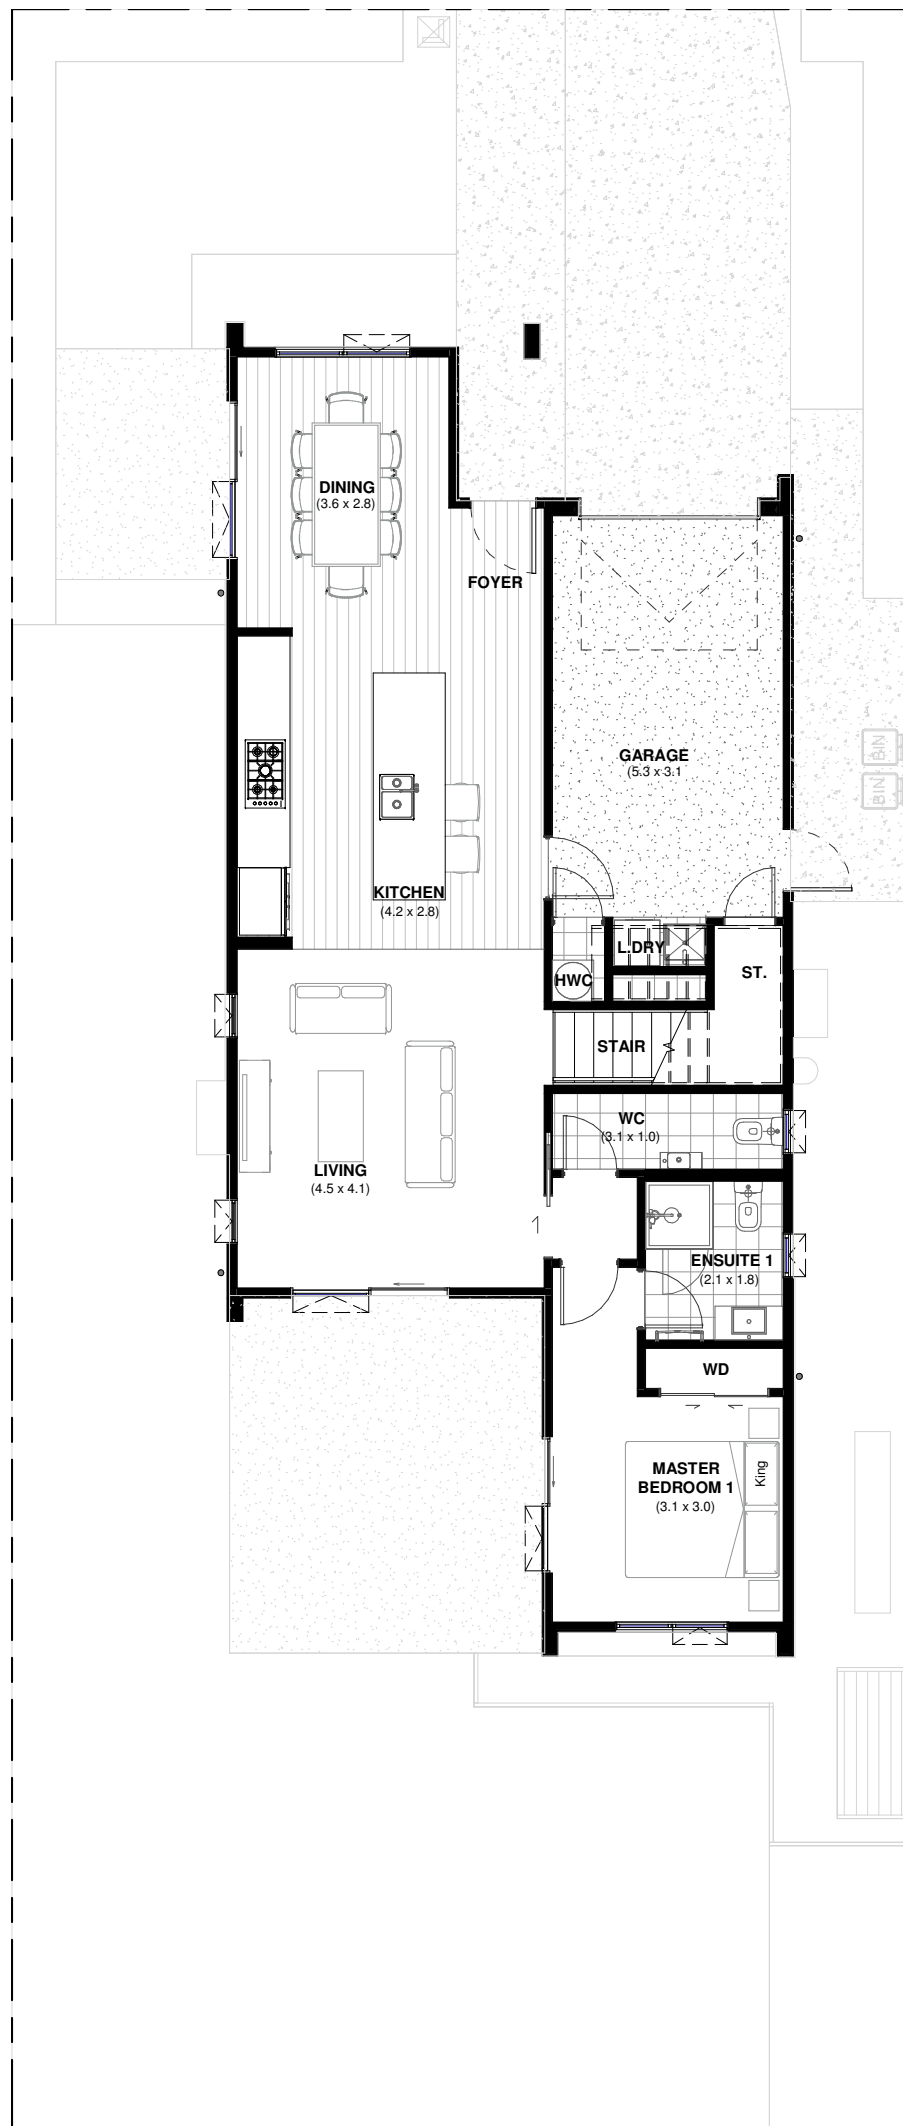 DINING
(3.6 x 2.8)
FOYER
GARAGE
(5.3 x 3.1
BIN
BIN
KITCHEN
(4.2 x 2.8)
L.DRY
HWC
ST.
STAIR
WC
(3.1 x 1.0)
LIVING
(4.5 x 4.1)
ENSUITE 1
(2.1 x 1.8)
WD
MASTER
BEDROOM 1
(3.1 x 3.0)
King